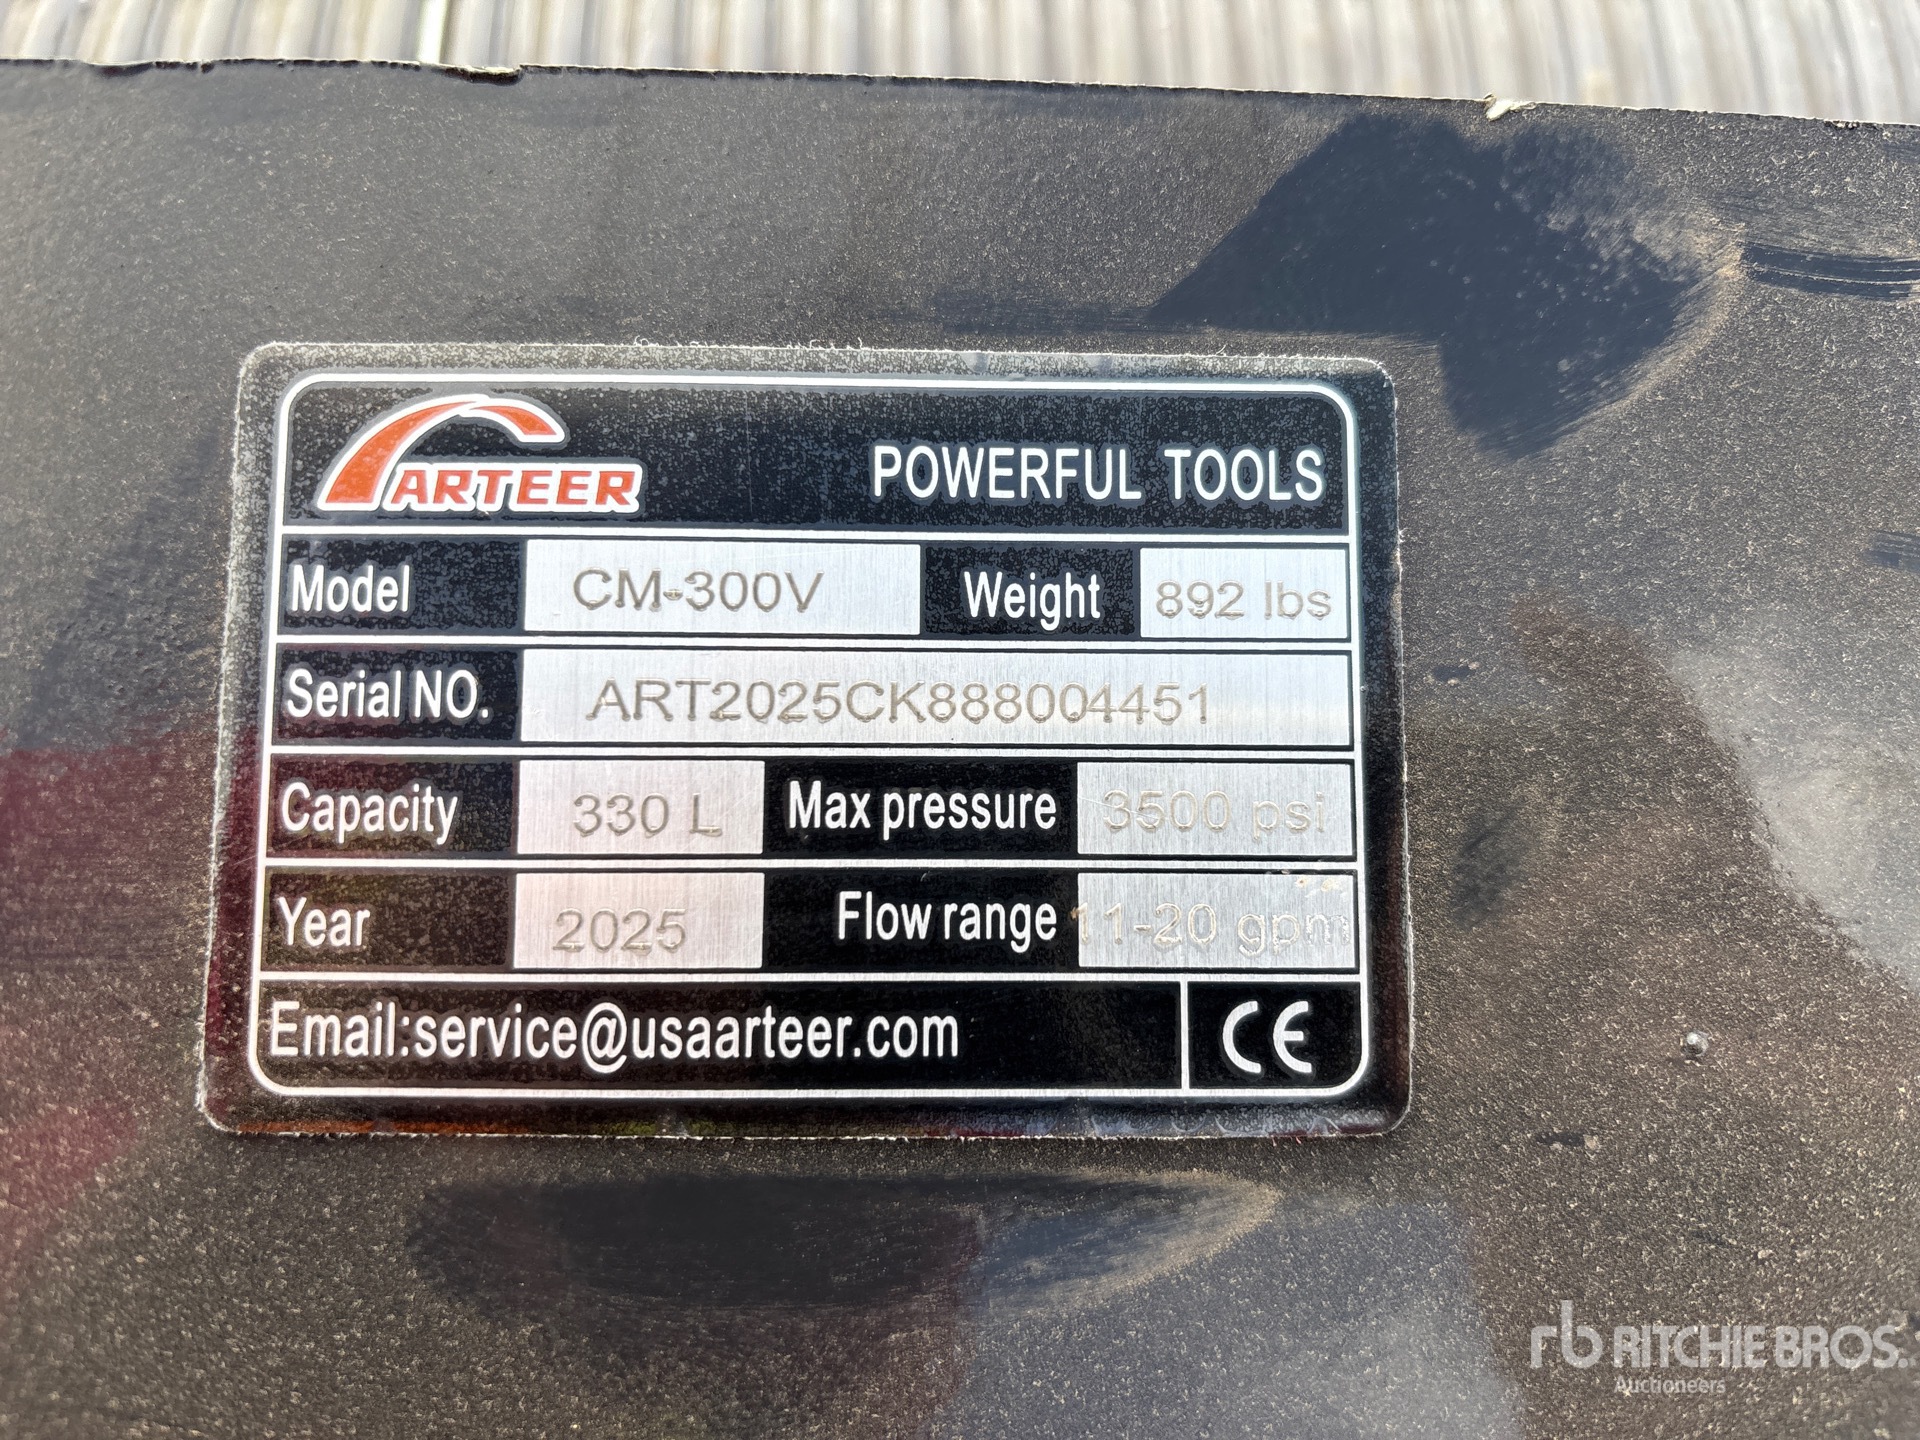 ARTEER POWERFUL TOOLS
Model CM-300V Weight 892 lbs
Serial NO. ART2025CK888004451
Capacity 330 L Max pressure 3500 psi
Year 2025 Flow range 11-20 gpm
Email:service@usaarteer.com CE
rb RITCHIE BROS.
Auctioneers